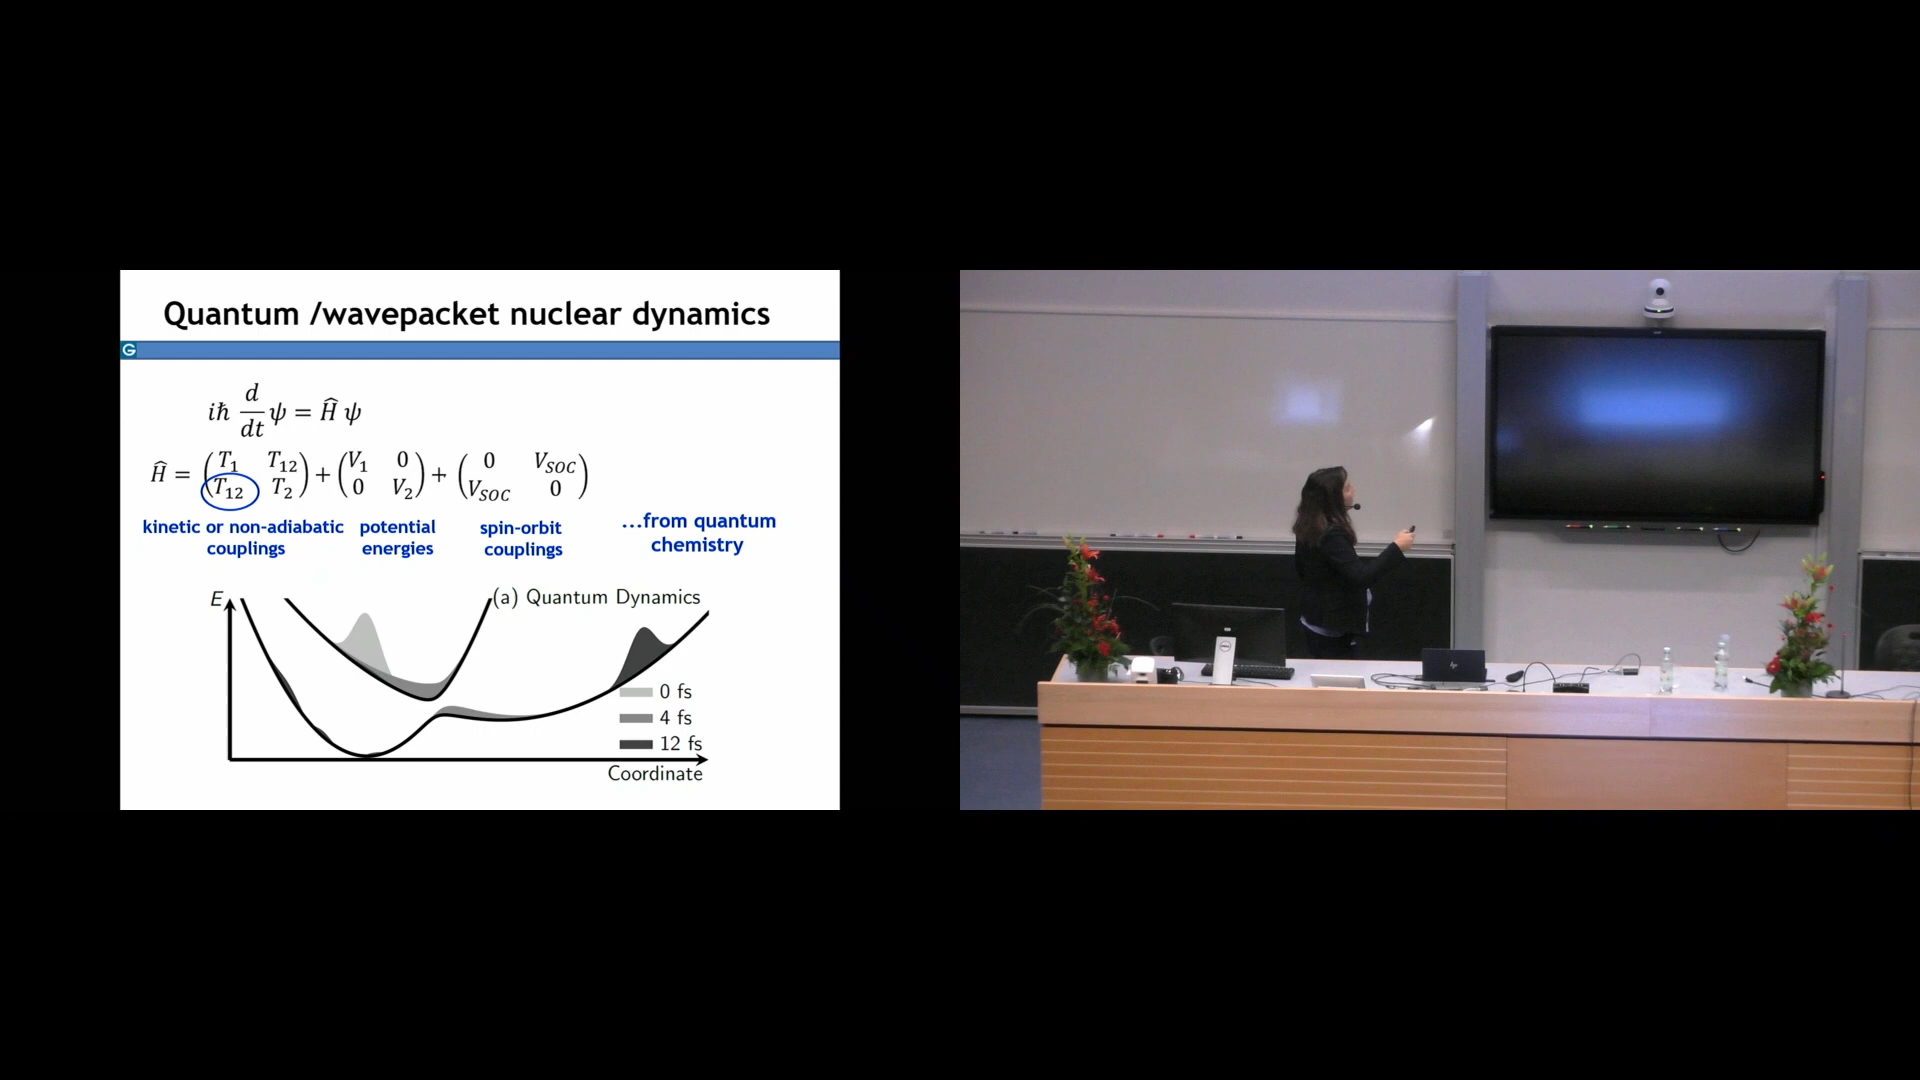 Quantum /wavepacket nuclear dynamics
G
iħ d/dt ψ = Ĥ ψ
Ĥ = (T₁ T₁₂ T₁₂ T₂) + (V₁ 0 0 V₂) + (0 V_SOC V_SOC 0)
kinetic or non-adiabatic couplings
potential energies
spin-orbit couplings
...from quantum chemistry
E
(a) Quantum Dynamics
0 fs
4 fs
12 fs
Coordinate